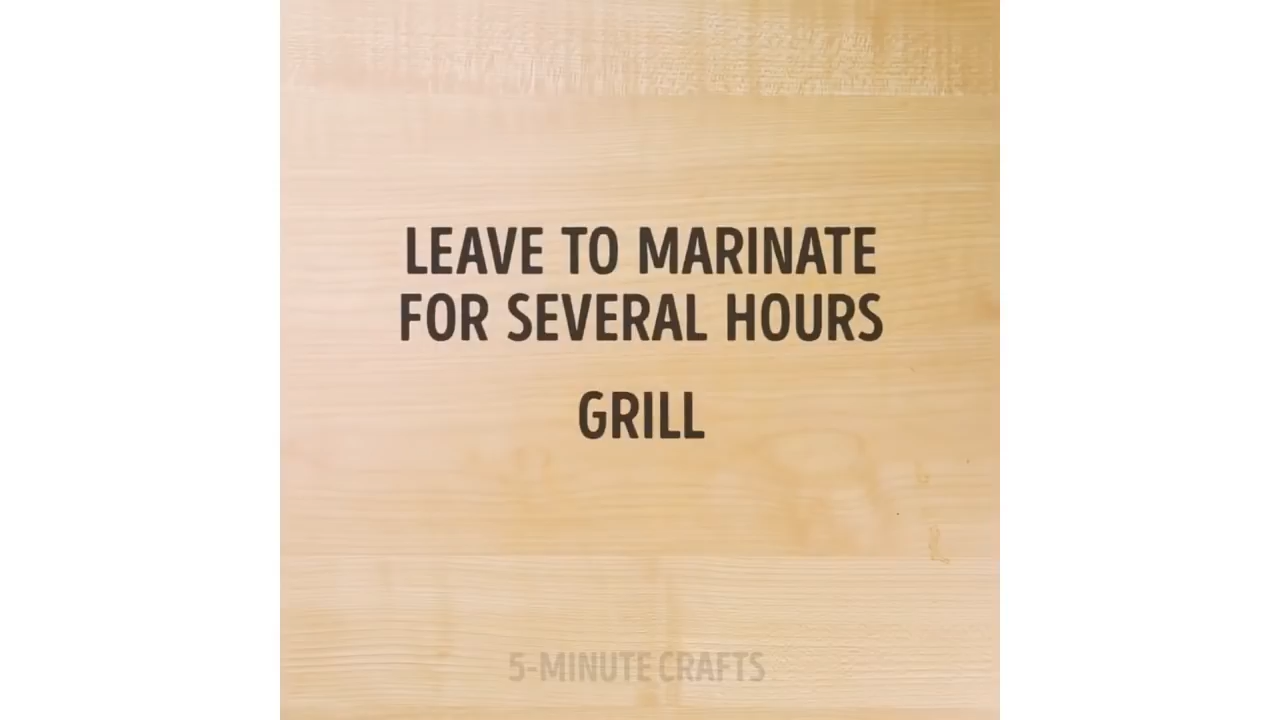 LEAVE TO MARINATE
FOR SEVERAL HOURS
GRILL
5-MINUTE CRAFTS